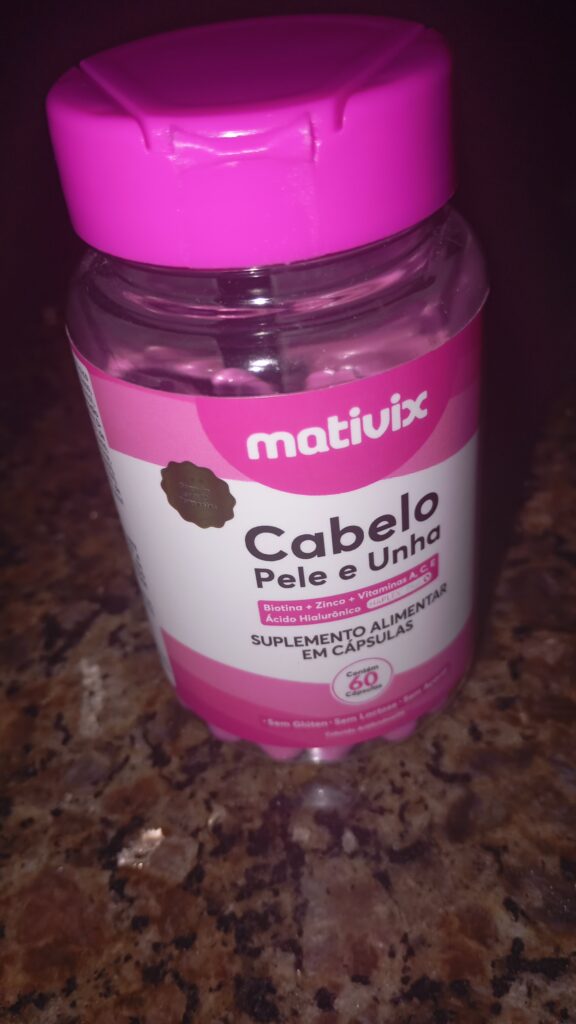 mativix
Cabelo
Pele e Unha
Biotina + Zinco + Vitaminas A, C, E
Ácido Hialurônico
SUPLEMENTO ALIMENTAR
EM CÁPSULAS
Contém
60
Cápsulas
• Sem Glúten • Sem Lactose • Sem